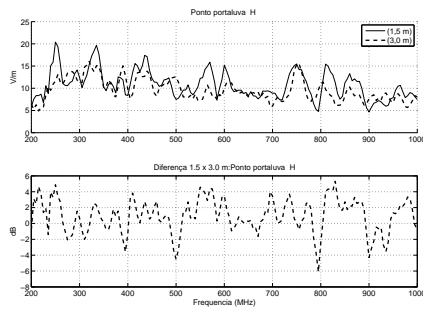 Ponto portaluva H
25
20
15
10
5
0
V/m
(1,5 m)
(3,0 m)
200 300 400 500 600 700 800 900 1000
Frequencia (MHz)
Diferença 1.5 x 3.0 m:Ponto portaluva H
6
4
2
0
−2
−4
−6
−8
dB
200 300 400 500 600 700 800 900 1000
Frequencia (MHz)